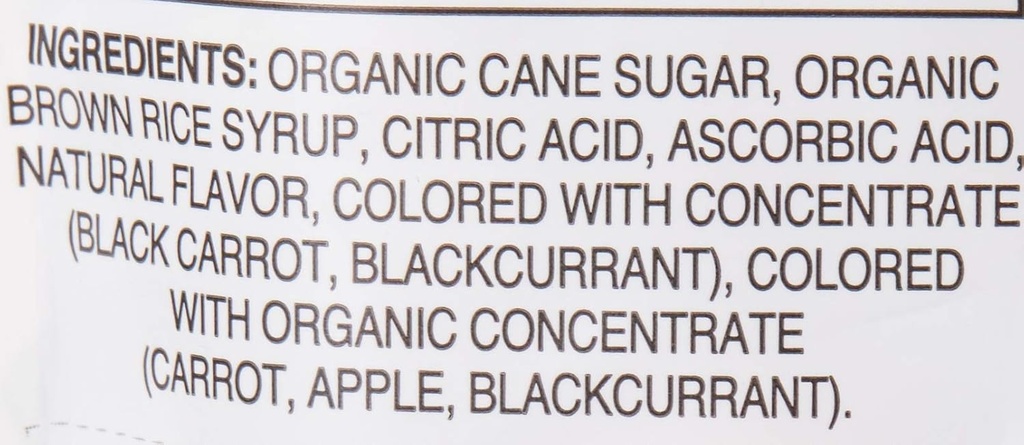 INGREDIENTS: ORGANIC CANE SUGAR, ORGANIC
BROWN RICE SYRUP, CITRIC ACID, ASCORBIC ACID,
NATURAL FLAVOR, COLORED WITH CONCENTRATE
(BLACK CARROT, BLACKCURRANT), COLORED
WITH ORGANIC CONCENTRATE
(CARROT, APPLE, BLACKCURRANT).